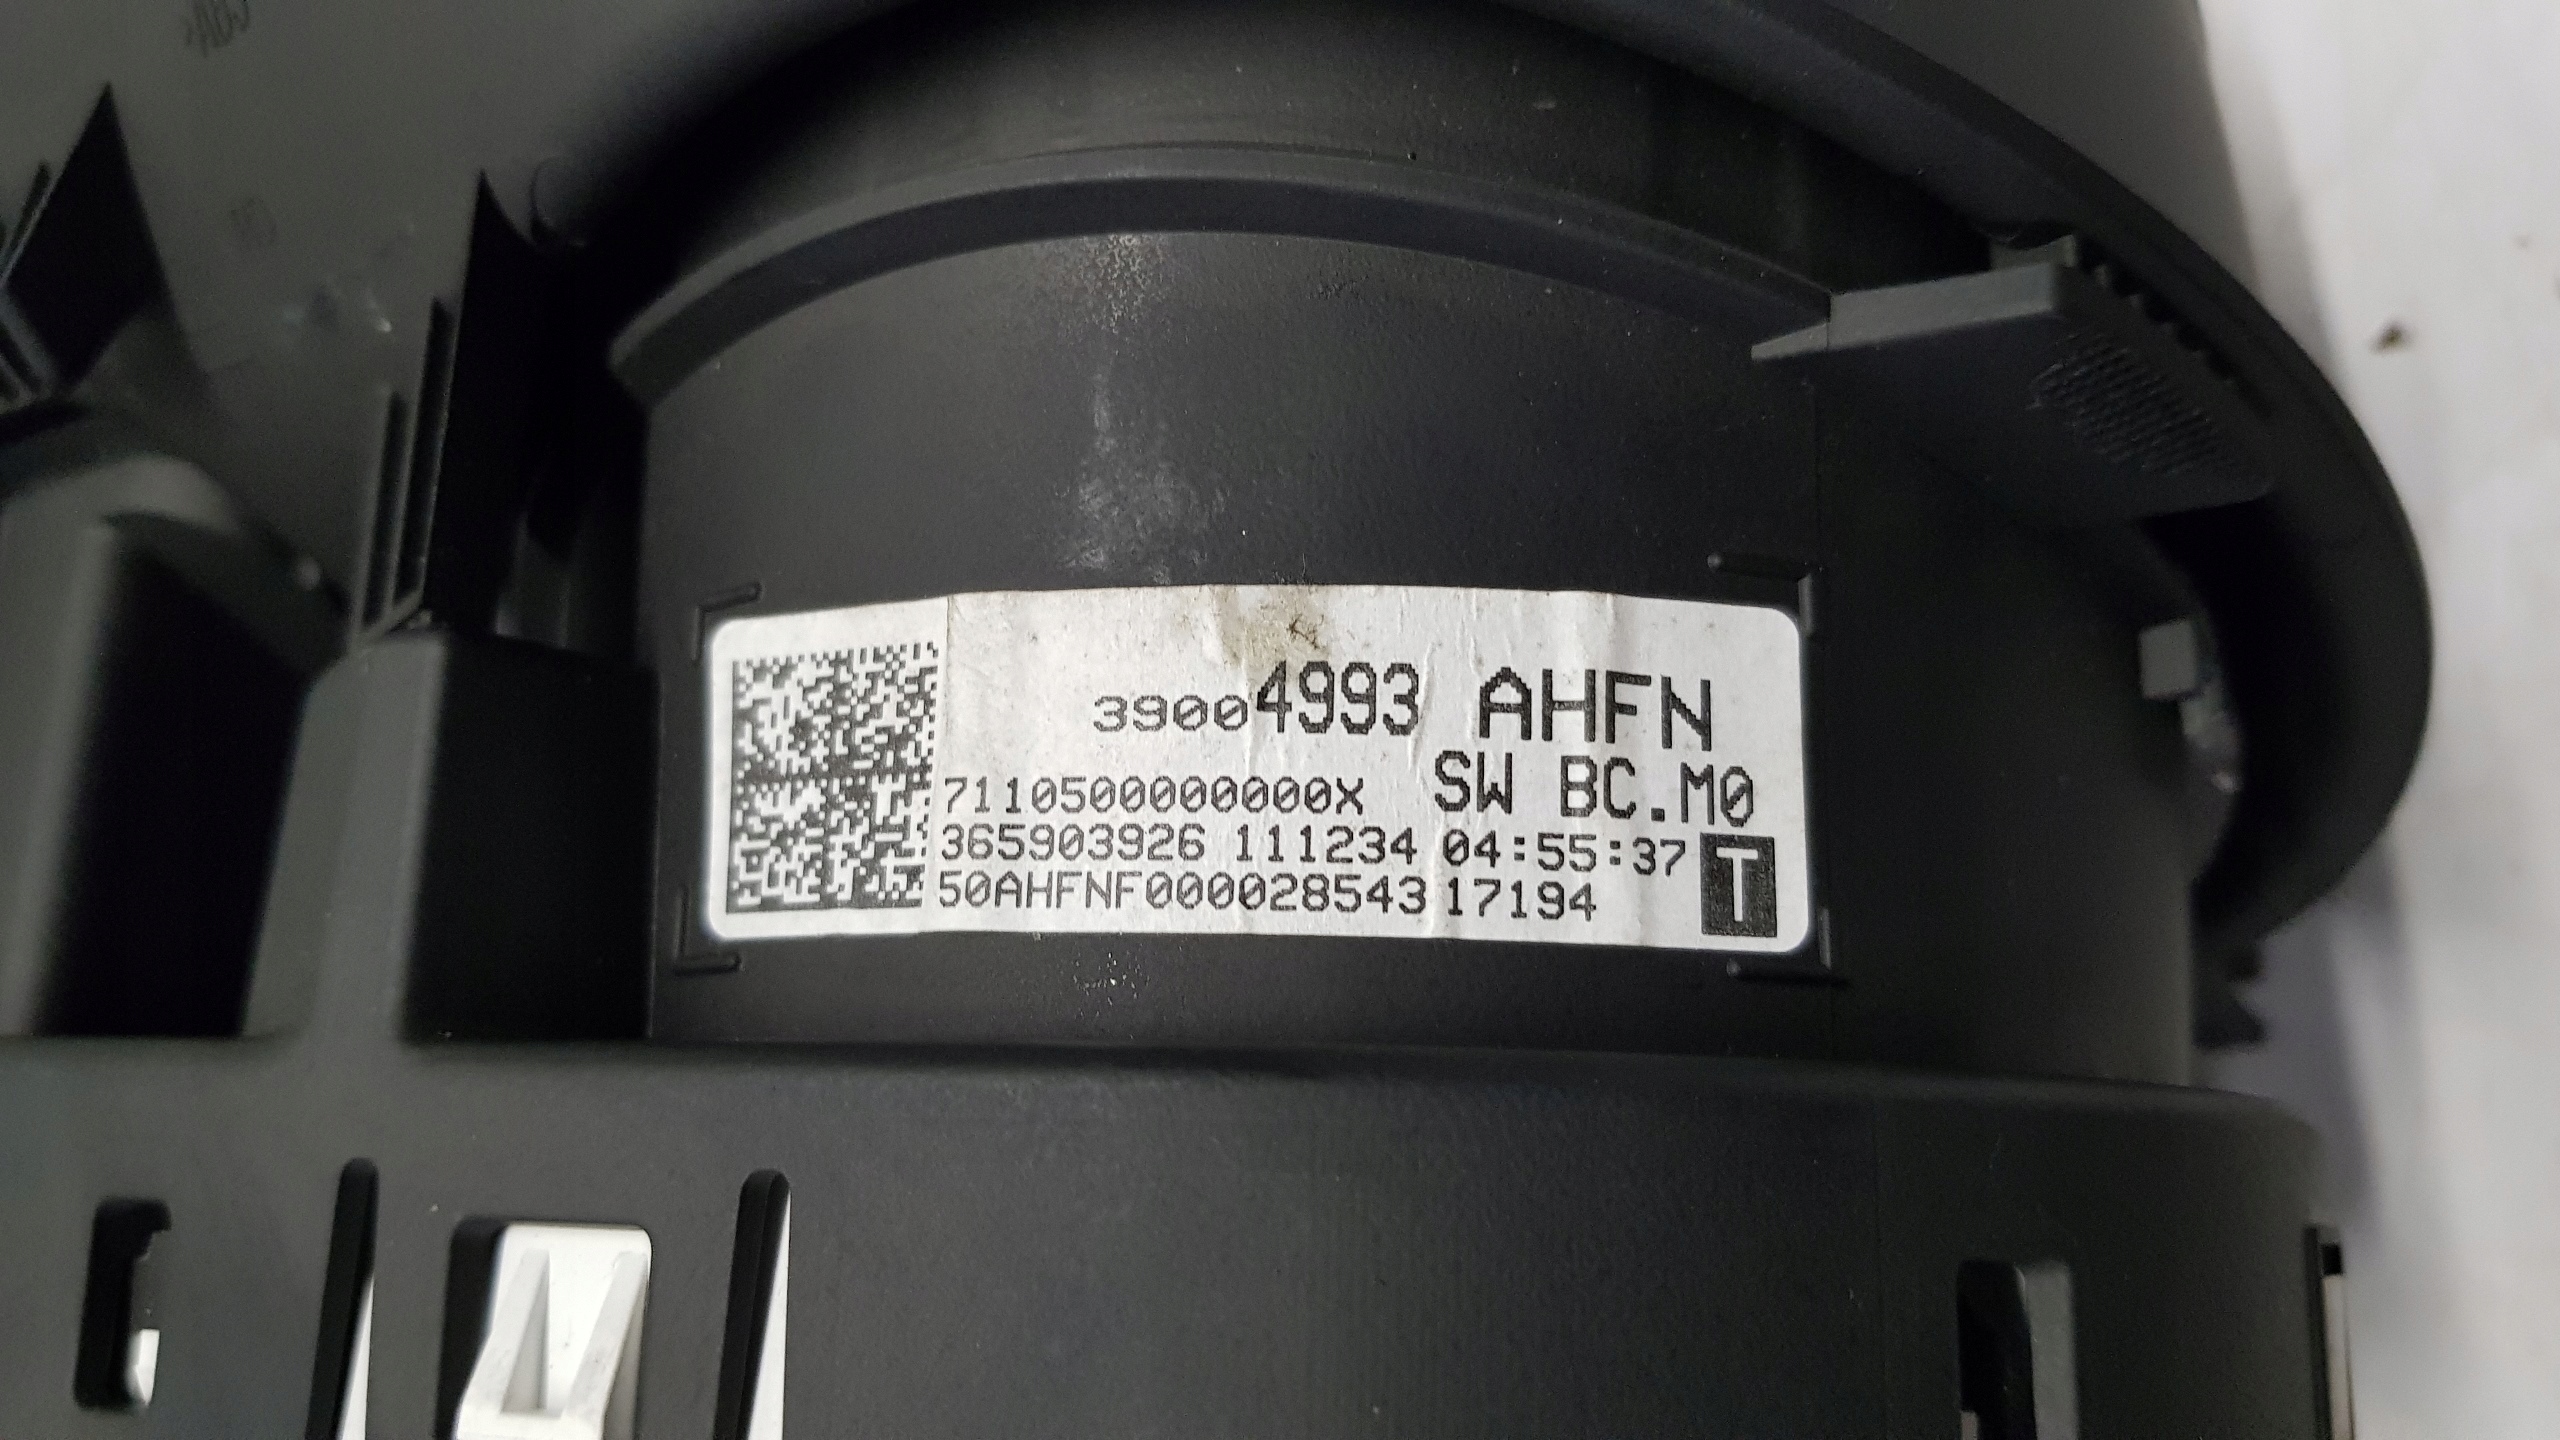 39004993 AHFN
7110500000000X SW BC.M0
365903926 111234 04:55:37
50AHFNF000028543 17194 T